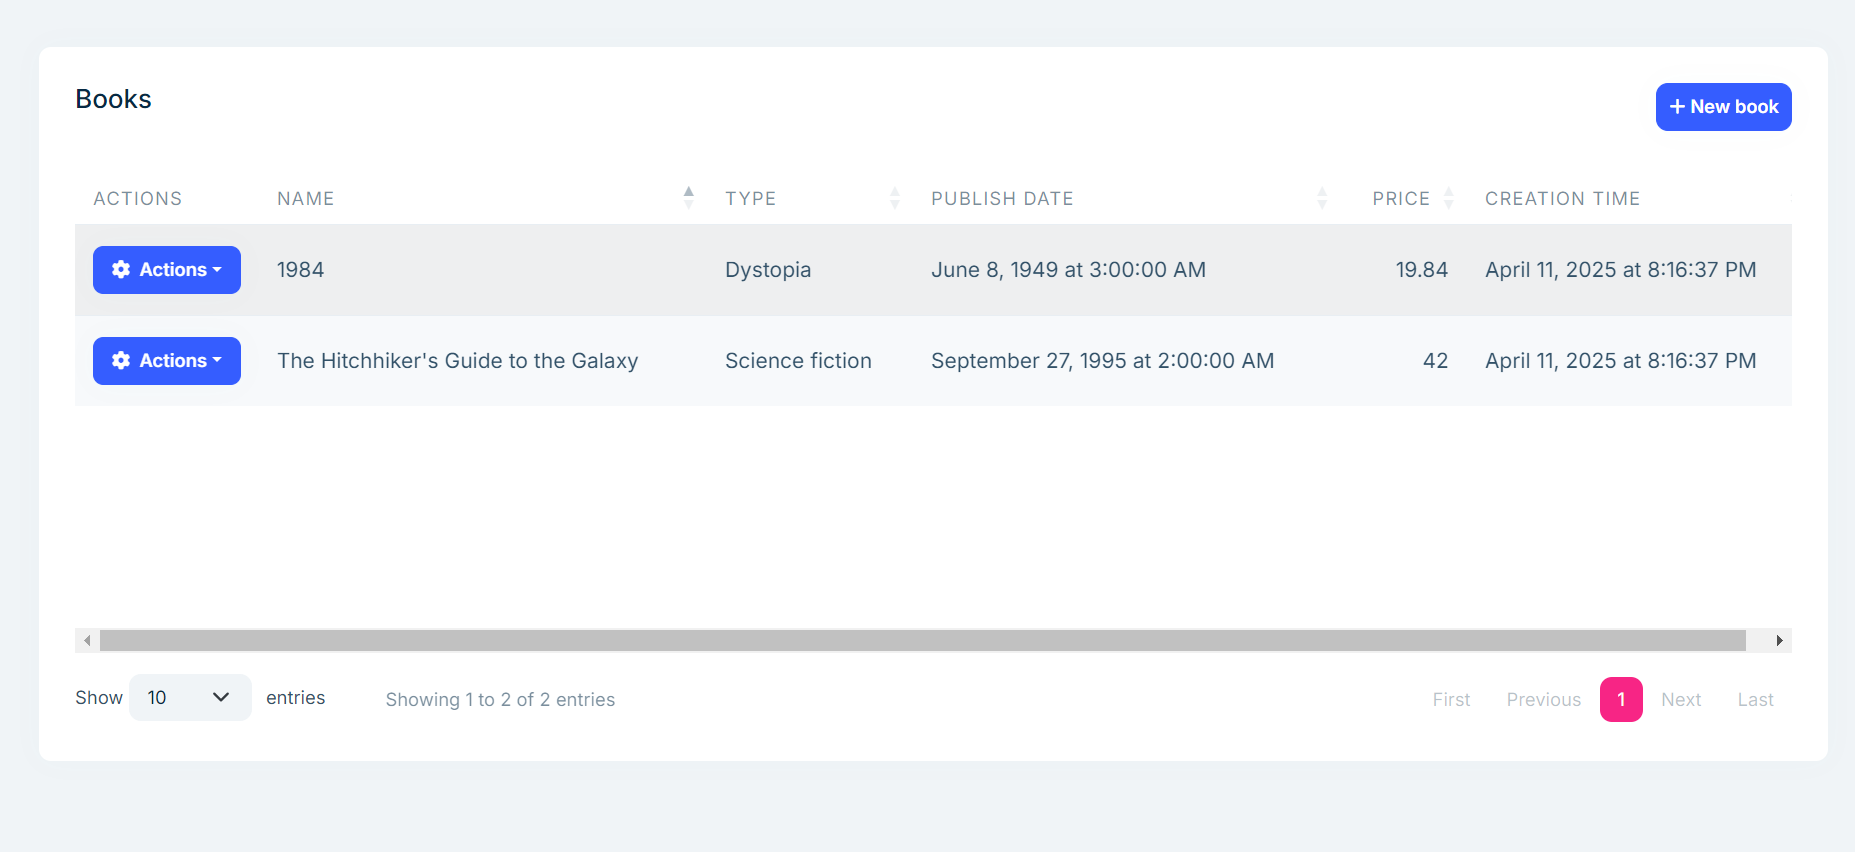 Books
New book
ACTIONS NAME TYPE PUBLISH DATE PRICE CREATION TIME
Actions 1984 Dystopia June 8, 1949 at 3:00:00 AM 19.84 April 11, 2025 at 8:16:37 PM
Actions The Hitchhiker's Guide to the Galaxy Science fiction September 27, 1995 at 2:00:00 AM 42 April 11, 2025 at 8:16:37 PM
Show 10 entries Showing 1 to 2 of 2 entries First Previous 1 Next Last